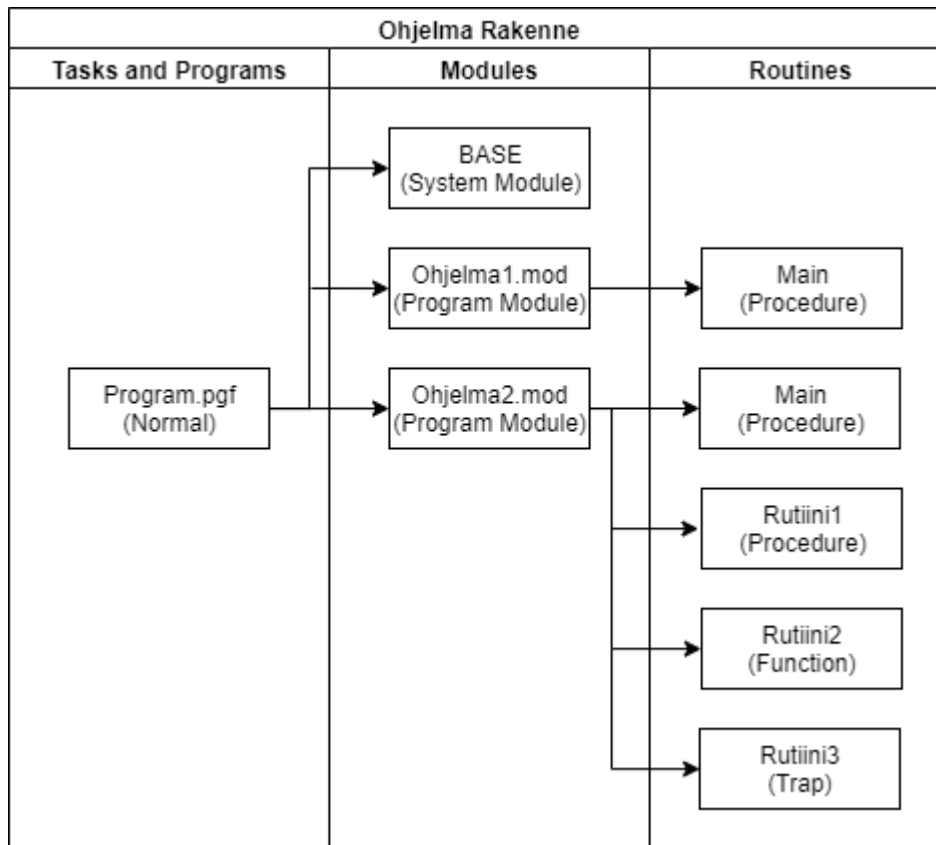 Ohjelma Rakenne
Tasks and Programs
Modules
Routines
BASE
(System Module)
Ohjelma1.mod
(Program Module)
Main
(Procedure)
Program.pgf
(Normal)
Ohjelma2.mod
(Program Module)
Main
(Procedure)
Rutiini1
(Procedure)
Rutiini2
(Function)
Rutiini3
(Trap)